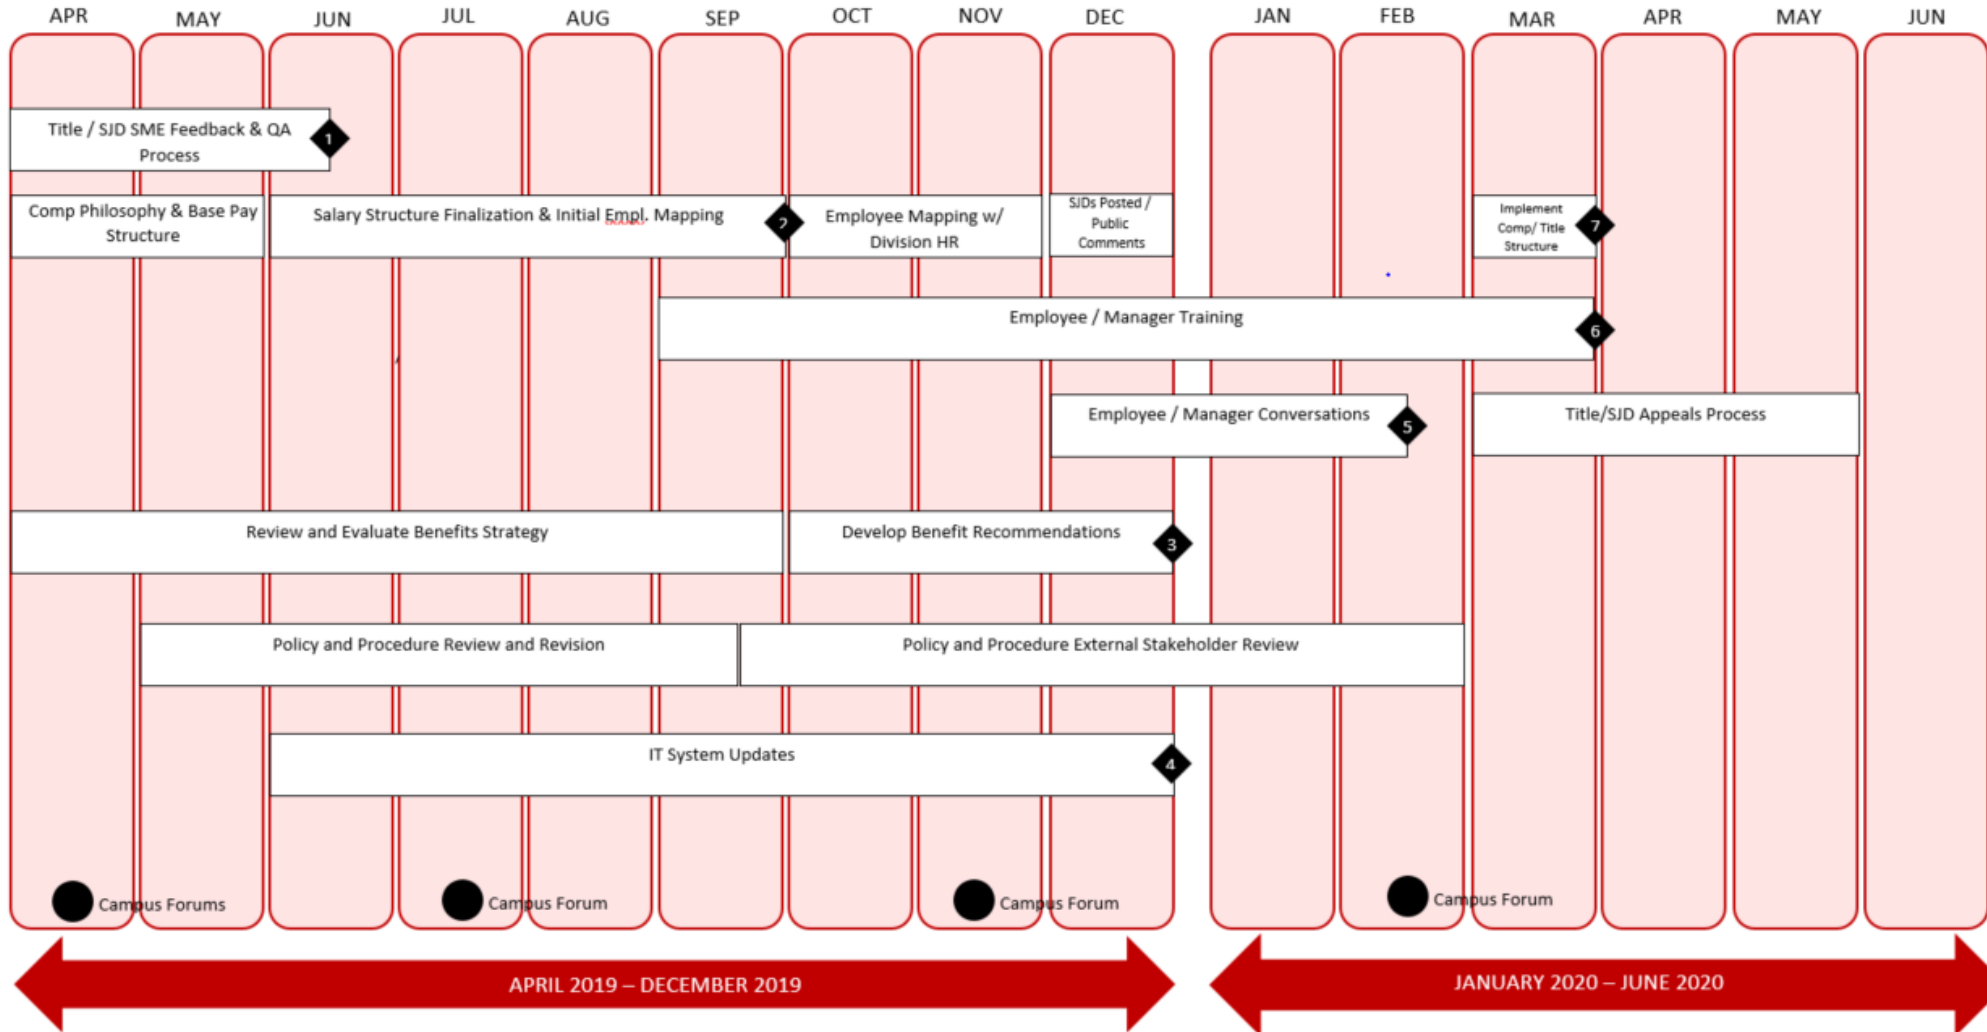 APR MAY JUN JUL AUG SEP OCT NOV DEC JAN FEB MAR APR MAY JUN
Title / SJD SME Feedback & QA
Process
1
Comp Philosophy & Base Pay
Structure
Salary Structure Finalization & Initial Empl. Mapping
2
Employee Mapping w/
Division HR
SJDs Posted /
Public
Comments
Implement
Comp/ Title
Structure
7
Employee / Manager Training
6
Employee / Manager Conversations
5
Title/SJD Appeals Process
Review and Evaluate Benefits Strategy
Develop Benefit Recommendations
3
Policy and Procedure Review and Revision
Policy and Procedure External Stakeholder Review
IT System Updates
4
Campus Forums
Campus Forum
Campus Forum
Campus Forum
APRIL 2019 – DECEMBER 2019
JANUARY 2020 – JUNE 2020